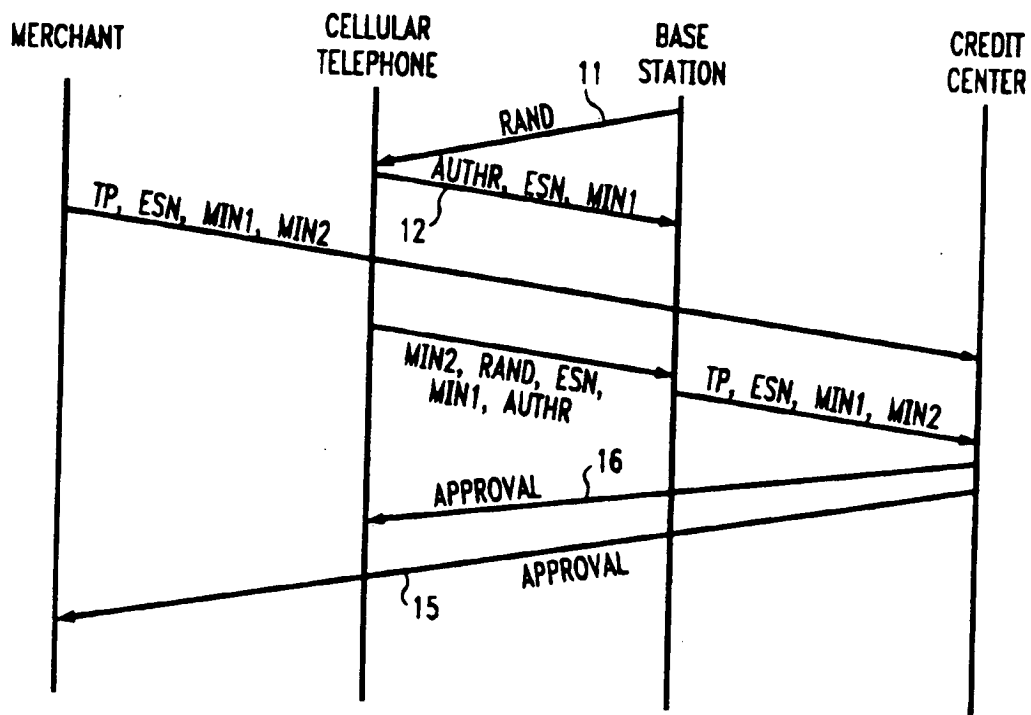 MERCHANT
CELLULAR
TELEPHONE
BASE
STATION
CREDIT
CENTER
11
RAND
AUTHR, ESN, MIN1
12
TP, ESN, MIN1, MIN2
MIN2, RAND, ESN,
MIN1, AUTHR
TP, ESN, MIN1, MIN2
16
APPROVAL
APPROVAL
15